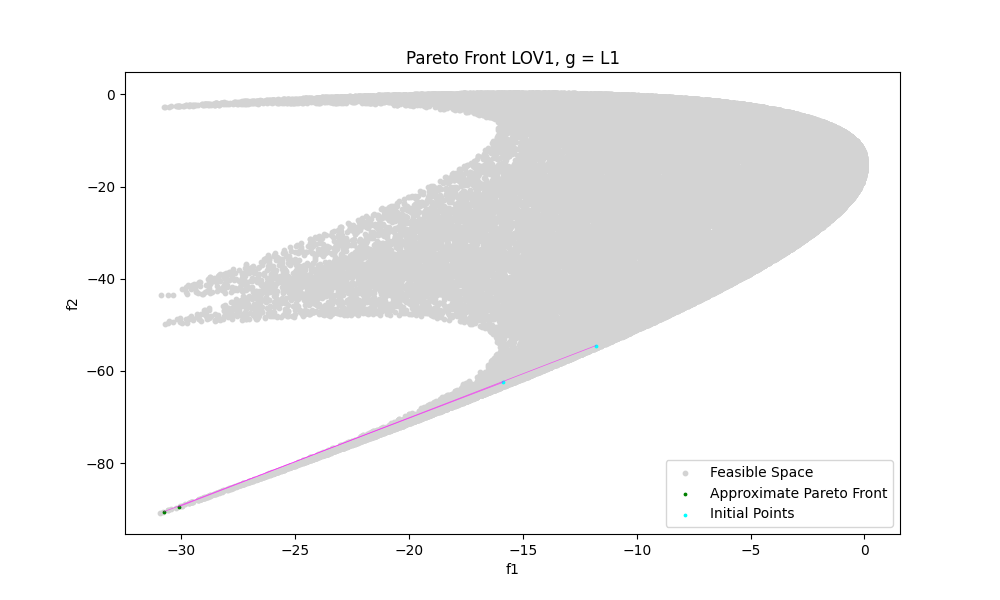 Pareto Front LOV1, g = L1
0
−20
−40
−60
−80
f2
−30
−25
−20
−15
−10
−5
0
f1
Feasible Space
Approximate Pareto Front
Initial Points